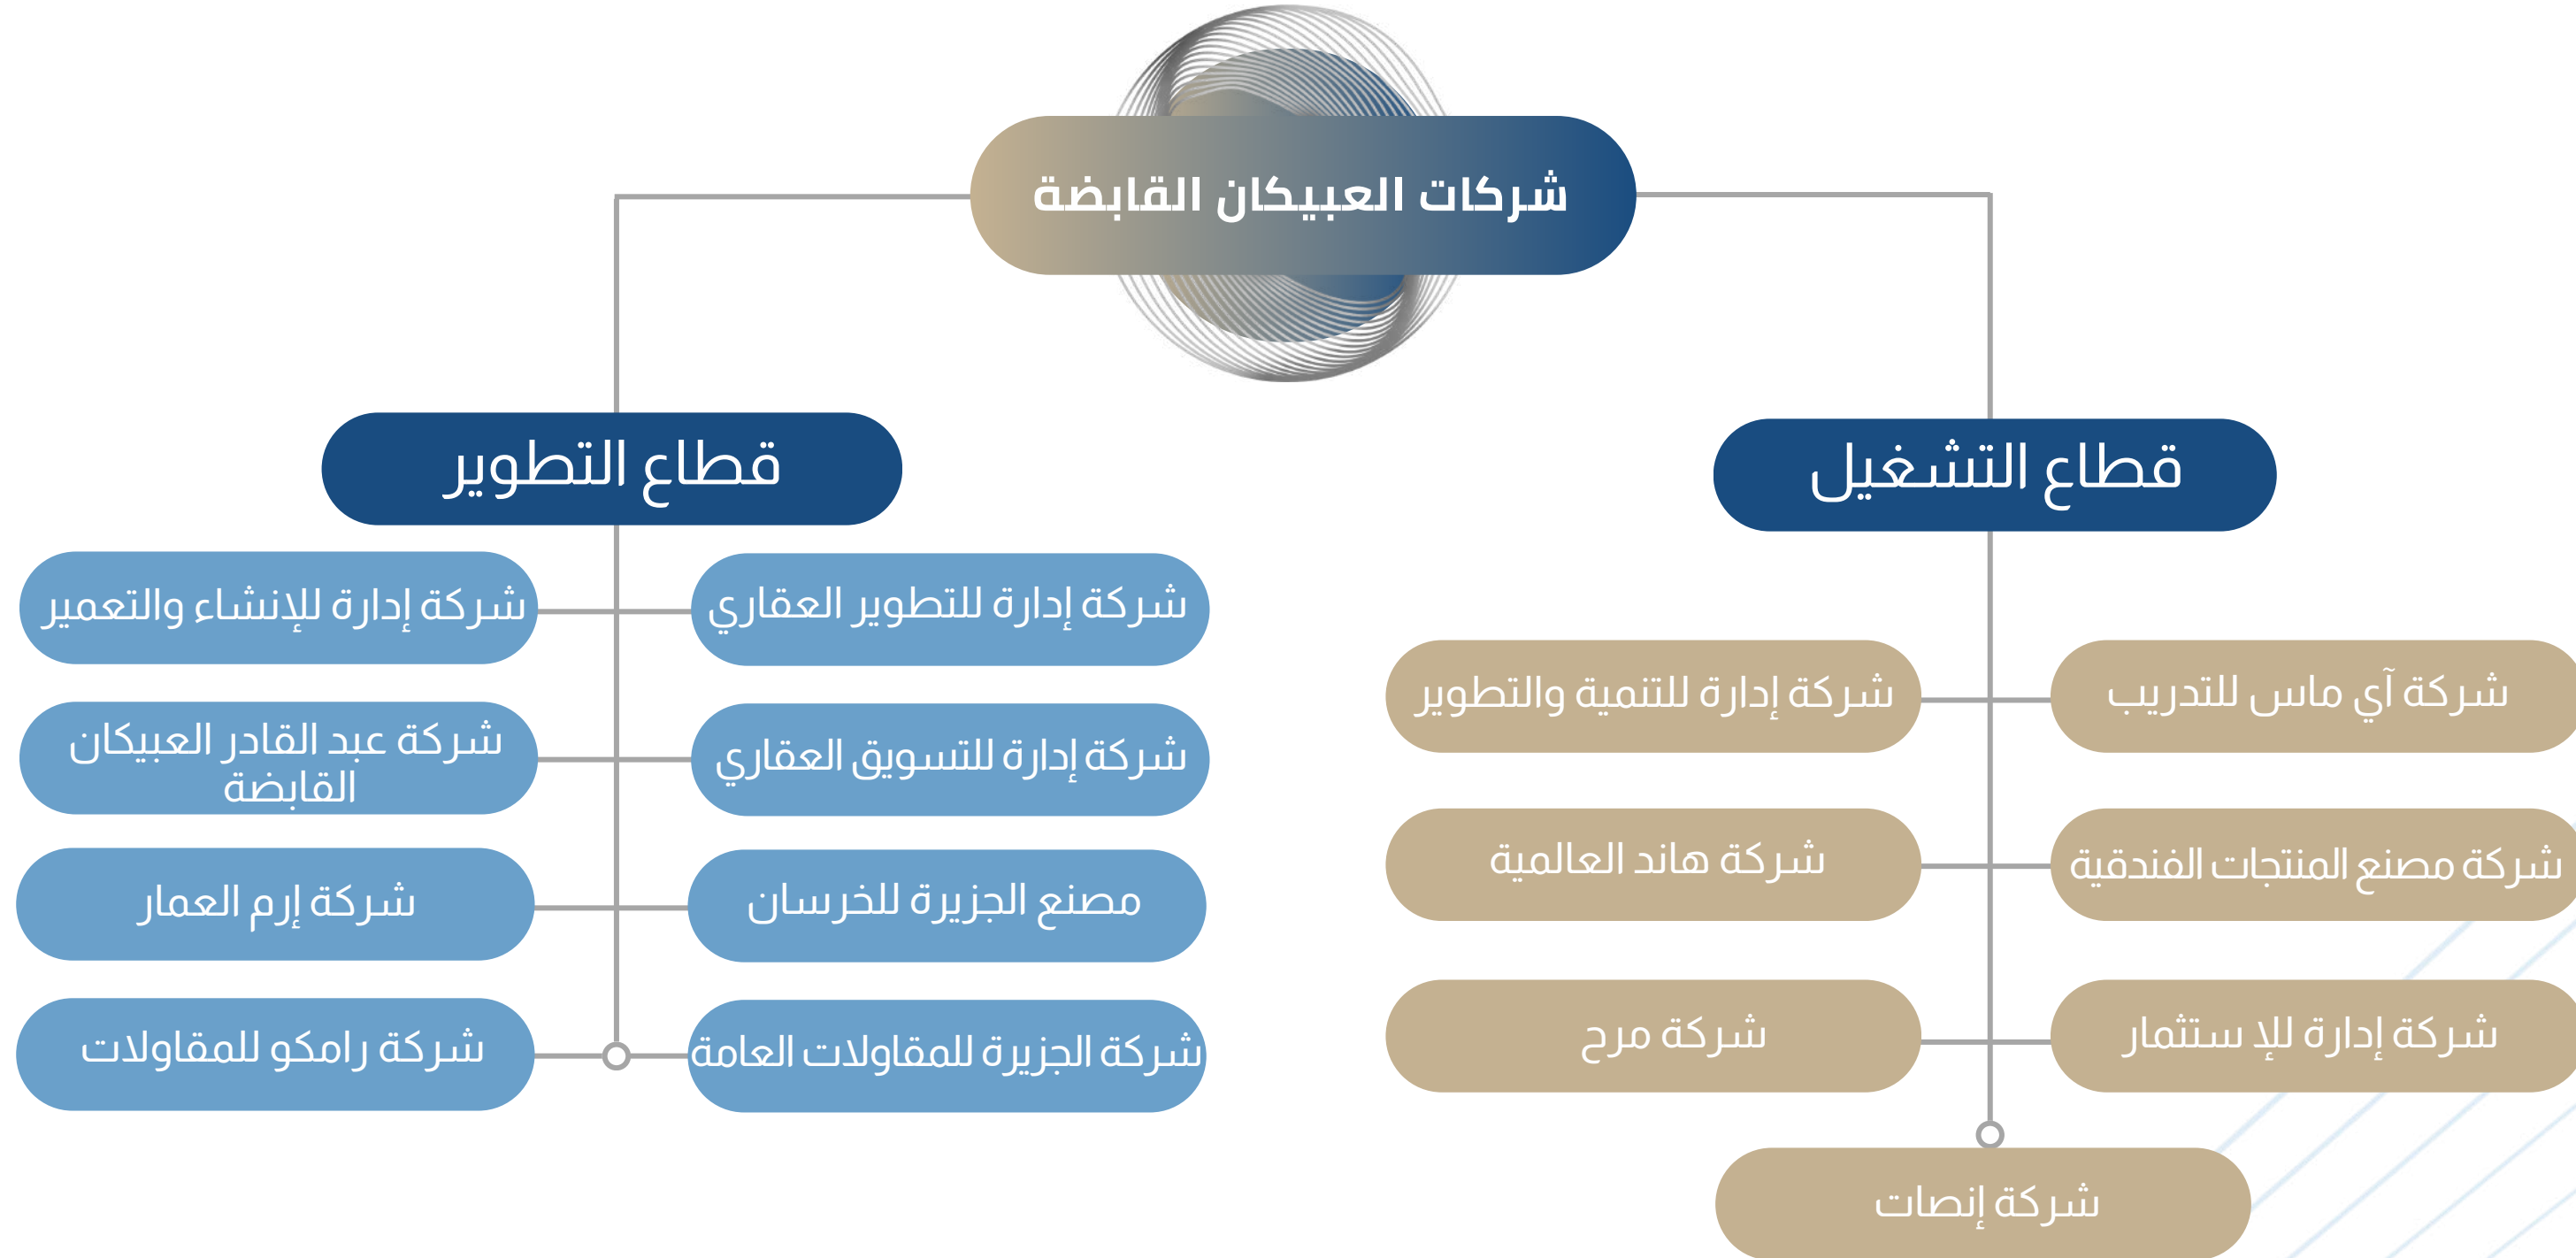 شركات العبيكان القابضة
قطاع التشغيل
شركة آي ماس للتدريب
شركة إدارة للتنمية والتطوير
شركة مصنع المنتجات الفندقية
شركة هاند العالمية
شركة إدارة للإ ستثمار
شركة مرح
شركة إنصات
قطاع التطوير
شركة إدارة للتطوير العقاري
شركة إدارة للإنشاء والتعمير
شركة إدارة للتسويق العقاري
شركة عبد القادر العبيكان
القابضة
مصنع الجزيرة للخرسان
شركة إرم العمار
شركة الجزيرة للمقاولات العامة
شركة رامكو للمقاولات